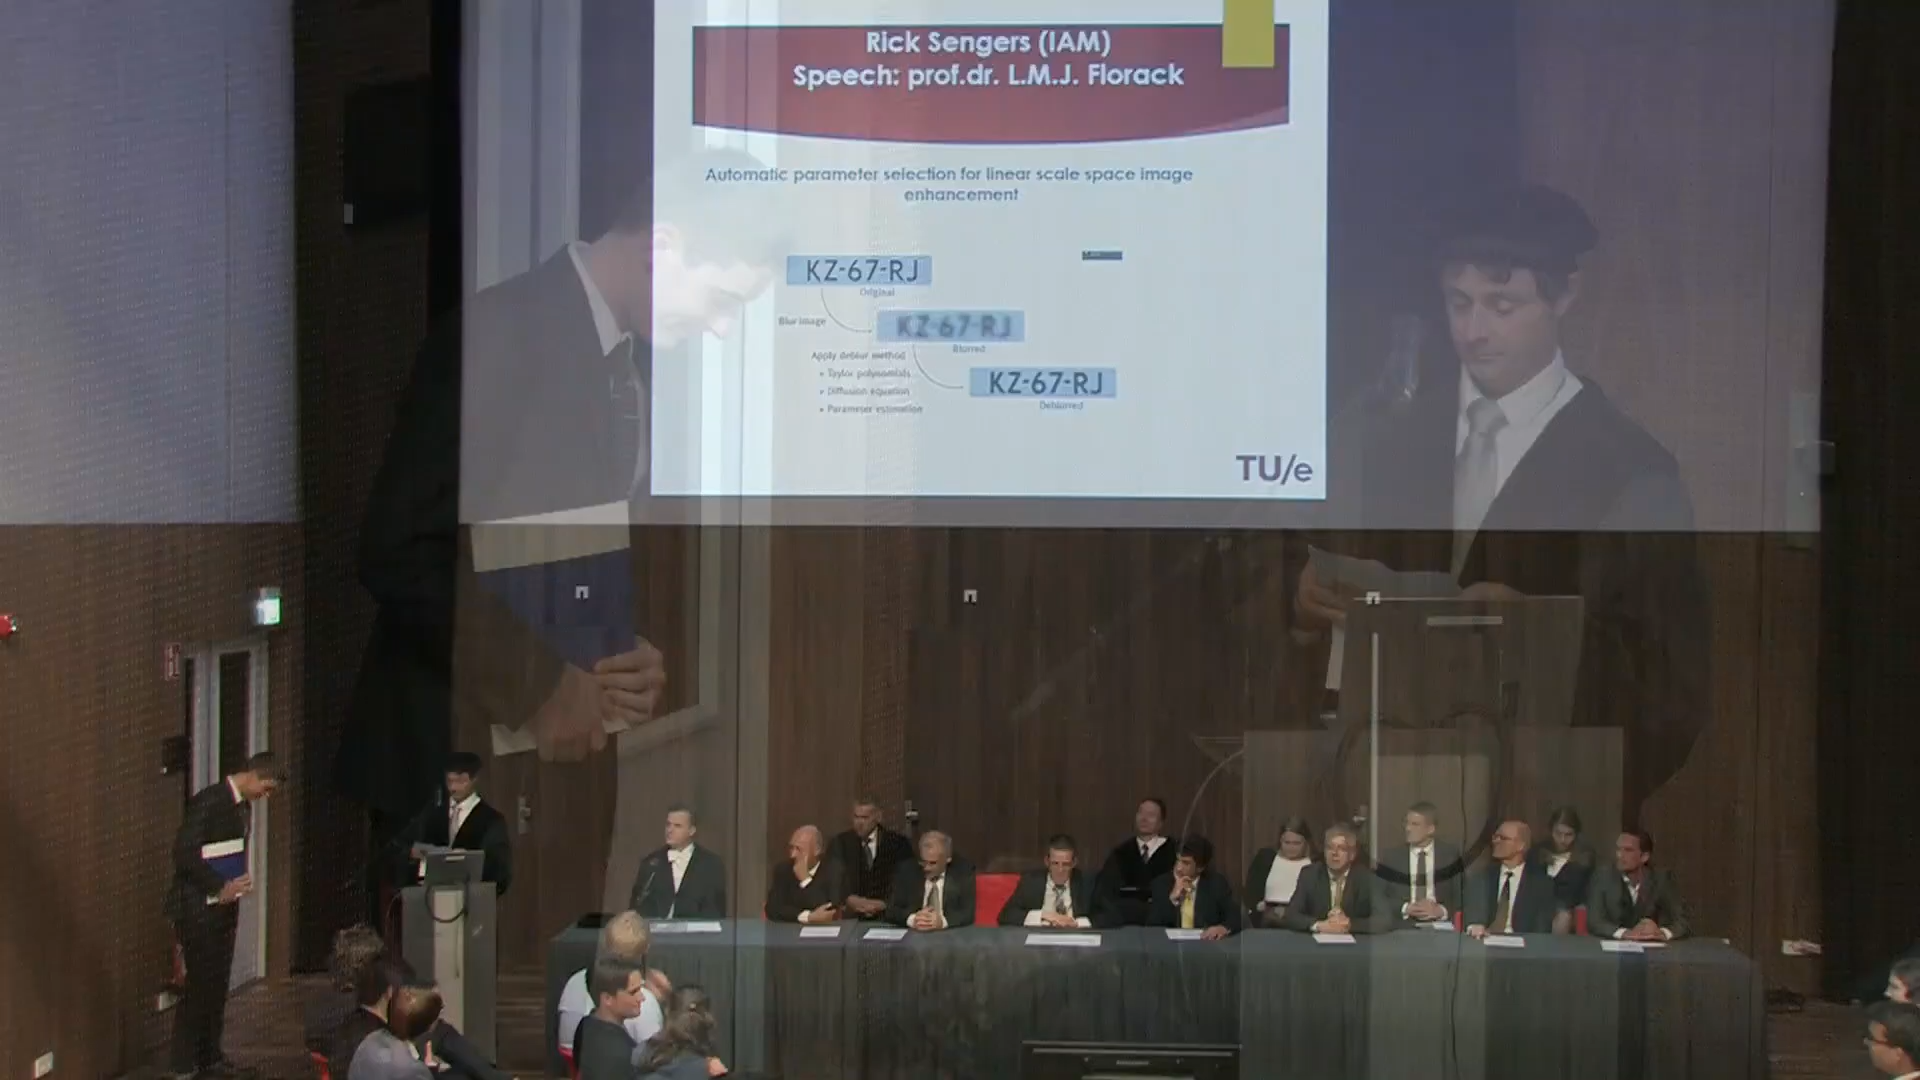 Rick Sengers (IAM)
Speech: prof.dr. L.M.J. Florack
Automatic parameter selection for linear scale space image
enhancement
KZ-67-RJ
Original
Blur image
KZ-67-RJ
Blurred
Apply deblur method
• Taylor polynomials
• Diffusion equation
• Parameter estimation
KZ-67-RJ
Deblurred
TU/e